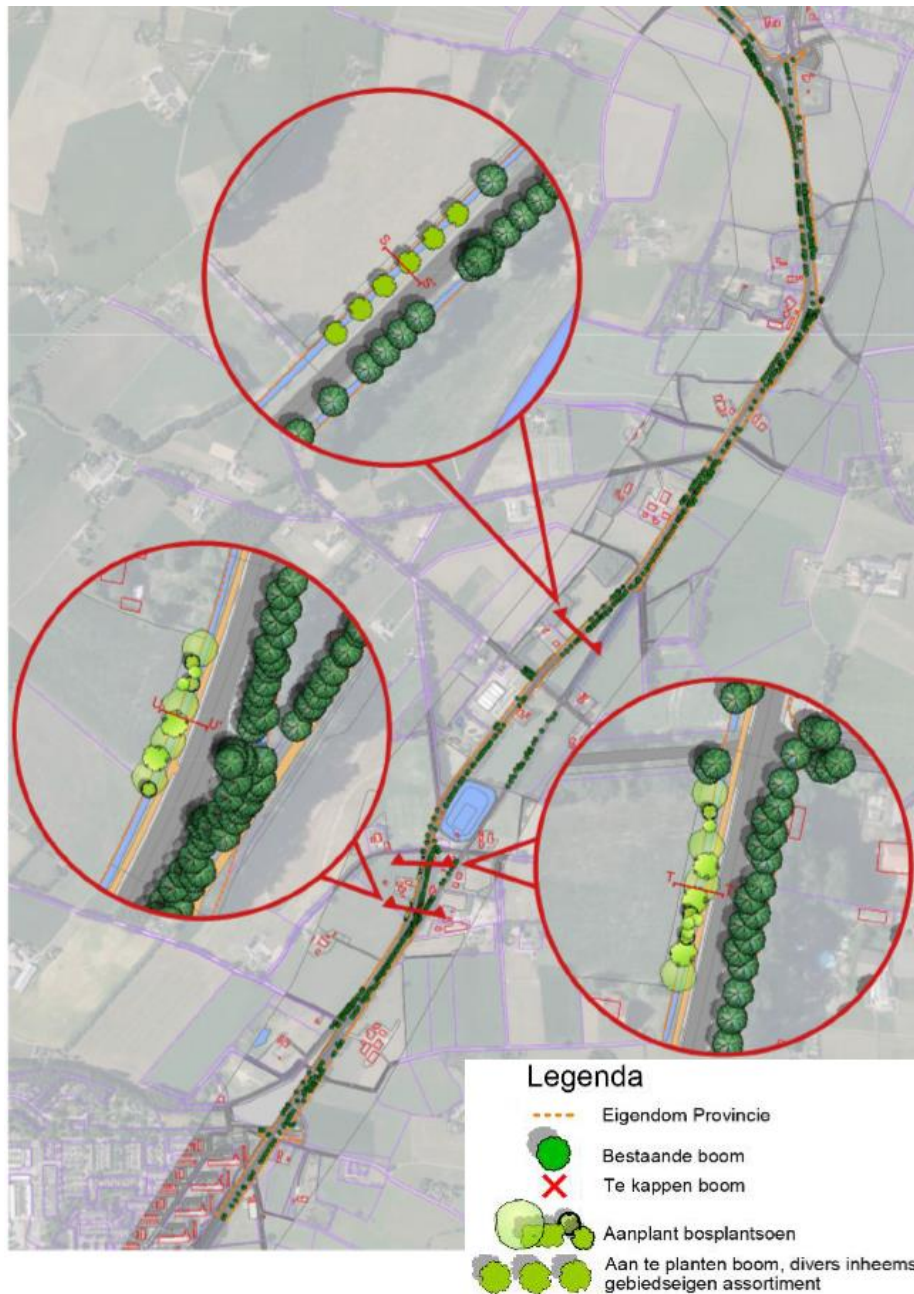 S
S'
U
U'
T
Legenda
Eigendom Provincie
Bestaande boom
Te kappen boom
Aanplant bosplantsoen
Aan te planten boom, divers inheems
gebiedseigen assortiment